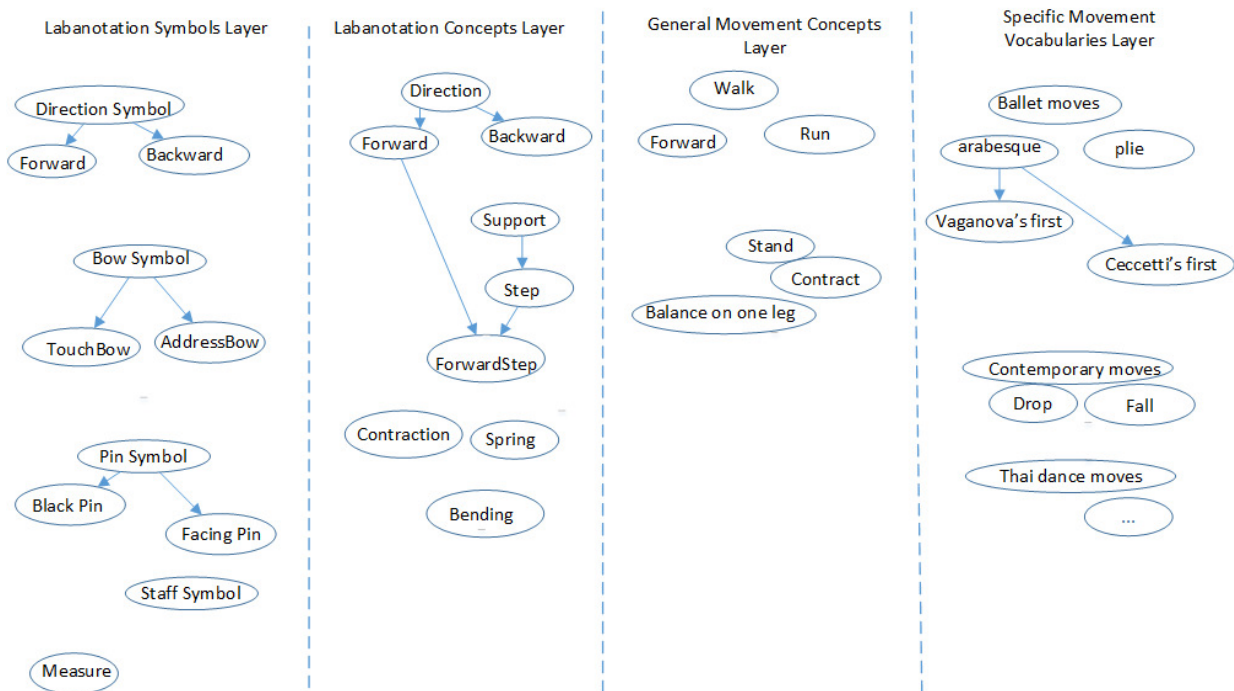 Labanotation Symbols Layer
Direction Symbol
Forward
Backward
Bow Symbol
TouchBow
AddressBow
Pin Symbol
Black Pin
Facing Pin
Staff Symbol
Measure
Labanotation Concepts Layer
Direction
Forward
Backward
Support
Step
ForwardStep
Contraction
Spring
Bending
General Movement Concepts
Layer
Walk
Forward
Run
Stand
Contract
Balance on one leg
Specific Movement
Vocabularies Layer
Ballet moves
arabesque
plie
Vaganova's first
Ceccetti's first
Contemporary moves
Drop
Fall
Thai dance moves
...